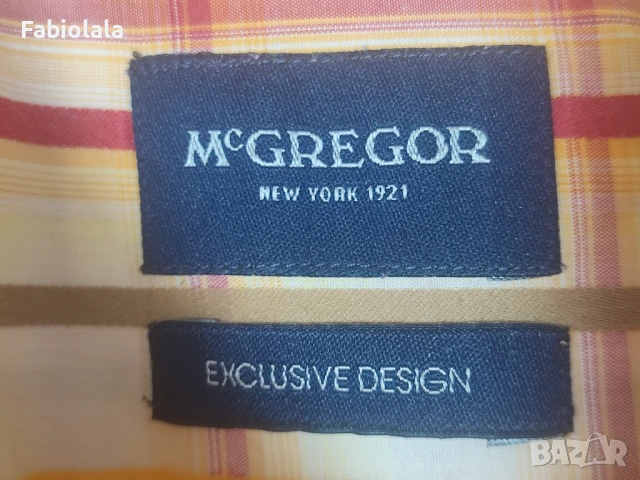 Fabiolala
McGREGOR
NEW YORK 1921
EXCLUSIVE DESIGN
BAZAR